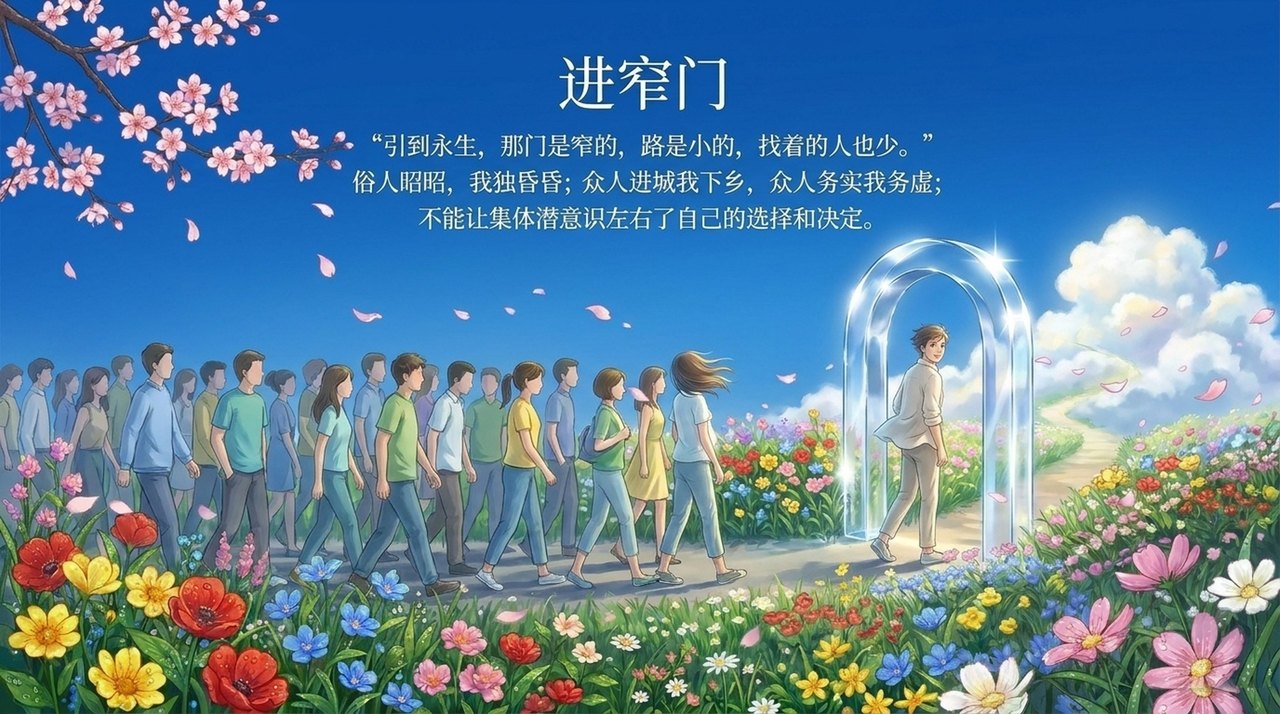 进窄门
“引到永生，那门是窄的，路是小的，找着的人也少。”
俗人昭昭，我独昏昏；众人进城我下乡，众人务实我务虚；
不能让集体潜意识左右了自己的选择和决定。